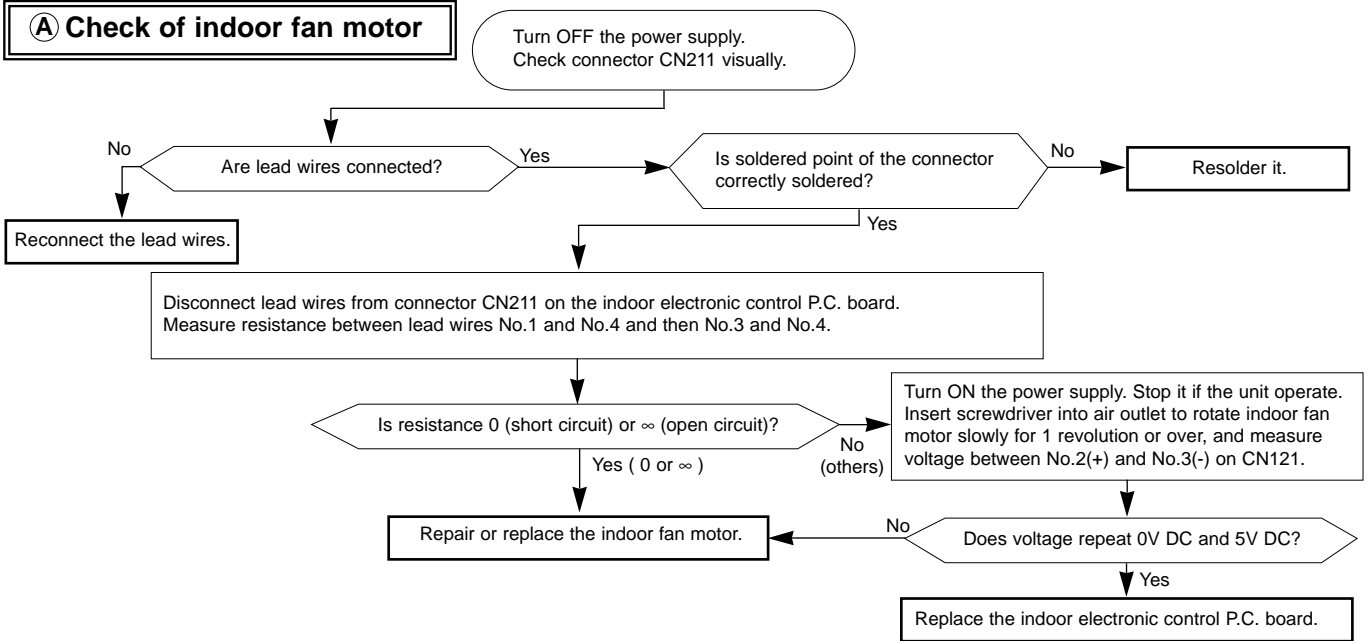 Ⓐ Check of indoor fan motor
Turn OFF the power supply.
Check connector CN211 visually.
No
Are lead wires connected?
Yes
Is soldered point of the connector
correctly soldered?
No
Resolder it.
Reconnect the lead wires.
Yes
Disconnect lead wires from connector CN211 on the indoor electronic control P.C. board.
Measure resistance between lead wires No.1 and No.4 and then No.3 and No.4.
Is resistance 0 (short circuit) or ∞ (open circuit)?
No
(others)
Yes ( 0 or ∞ )
Turn ON the power supply. Stop it if the unit operate.
Insert screwdriver into air outlet to rotate indoor fan
motor slowly for 1 revolution or over, and measure
voltage between No.2(+) and No.3(-) on CN121.
Repair or replace the indoor fan motor.
No
Does voltage repeat 0V DC and 5V DC?
Yes
Replace the indoor electronic control P.C. board.